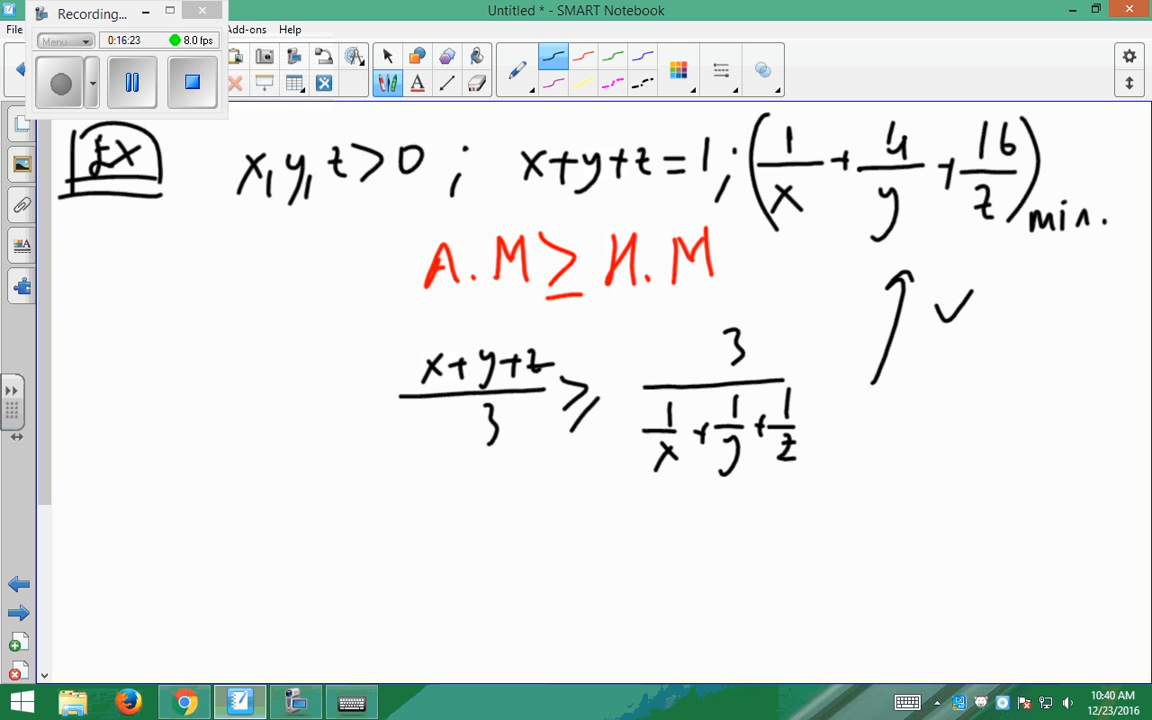 Recording...
Untitled * - SMART Notebook
File
Add-ons Help
Menu 0:16:23 8.0 fps
EX x, y, z > 0 ; x+y+z = 1 ; (1/x + 4/y + 16/z) min.
A.M ≥ H.M
(x+y+z)/3 ≥ 3/(1/x + 1/y + 1/z)
10:40 AM
12/23/2016